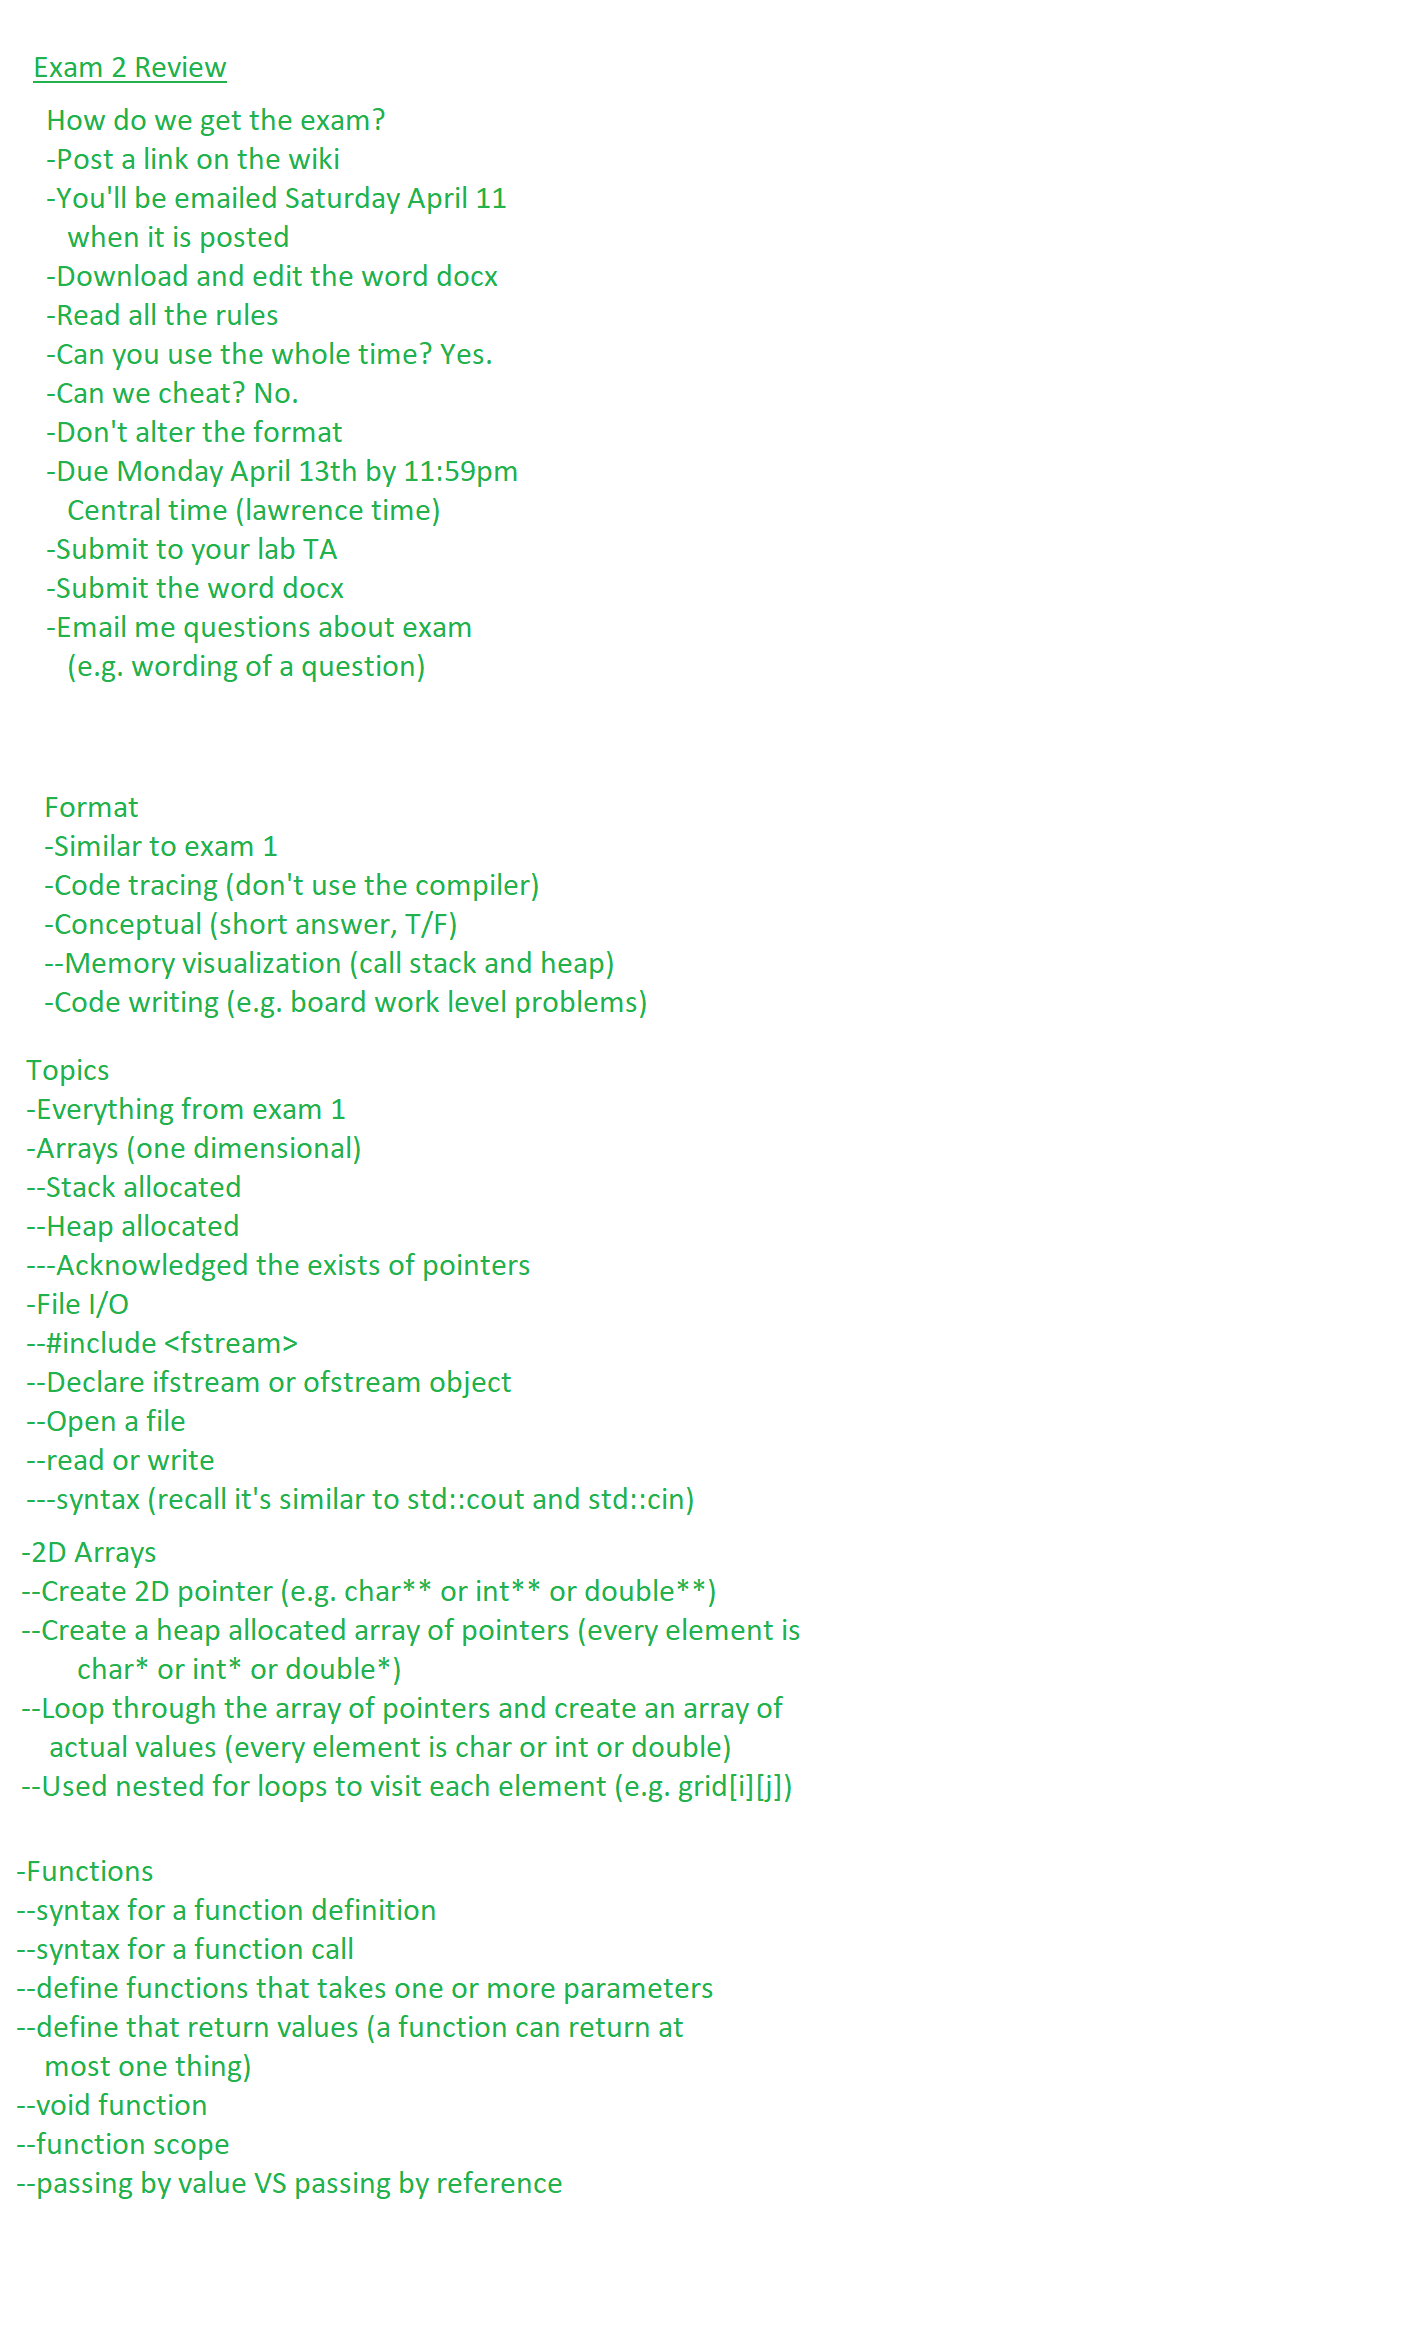 Exam 2 Review
How do we get the exam?
-Post a link on the wiki
-You'll be emailed Saturday April 11
when it is posted
-Download and edit the word docx
-Read all the rules
-Can you use the whole time? Yes.
-Can we cheat? No.
-Don't alter the format
-Due Monday April 13th by 11:59pm
Central time (lawrence time)
-Submit to your lab TA
-Submit the word docx
-Email me questions about exam
(e.g. wording of a question)
Format
-Similar to exam 1
-Code tracing (don't use the compiler)
-Conceptual (short answer, T/F)
--Memory visualization (call stack and heap)
-Code writing (e.g. board work level problems)
Topics
-Everything from exam 1
-Arrays (one dimensional)
--Stack allocated
--Heap allocated
---Acknowledged the exists of pointers
-File I/O
--#include <fstream>
--Declare ifstream or ofstream object
--Open a file
--read or write
---syntax (recall it's similar to std::cout and std::cin)
-2D Arrays
--Create 2D pointer (e.g. char** or int** or double**)
--Create a heap allocated array of pointers (every element is
char* or int* or double*)
--Loop through the array of pointers and create an array of
actual values (every element is char or int or double)
--Used nested for loops to visit each element (e.g. grid[i][j])
-Functions
--syntax for a function definition
--syntax for a function call
--define functions that takes one or more parameters
--define that return values (a function can return at
most one thing)
--void function
--function scope
--passing by value VS passing by reference